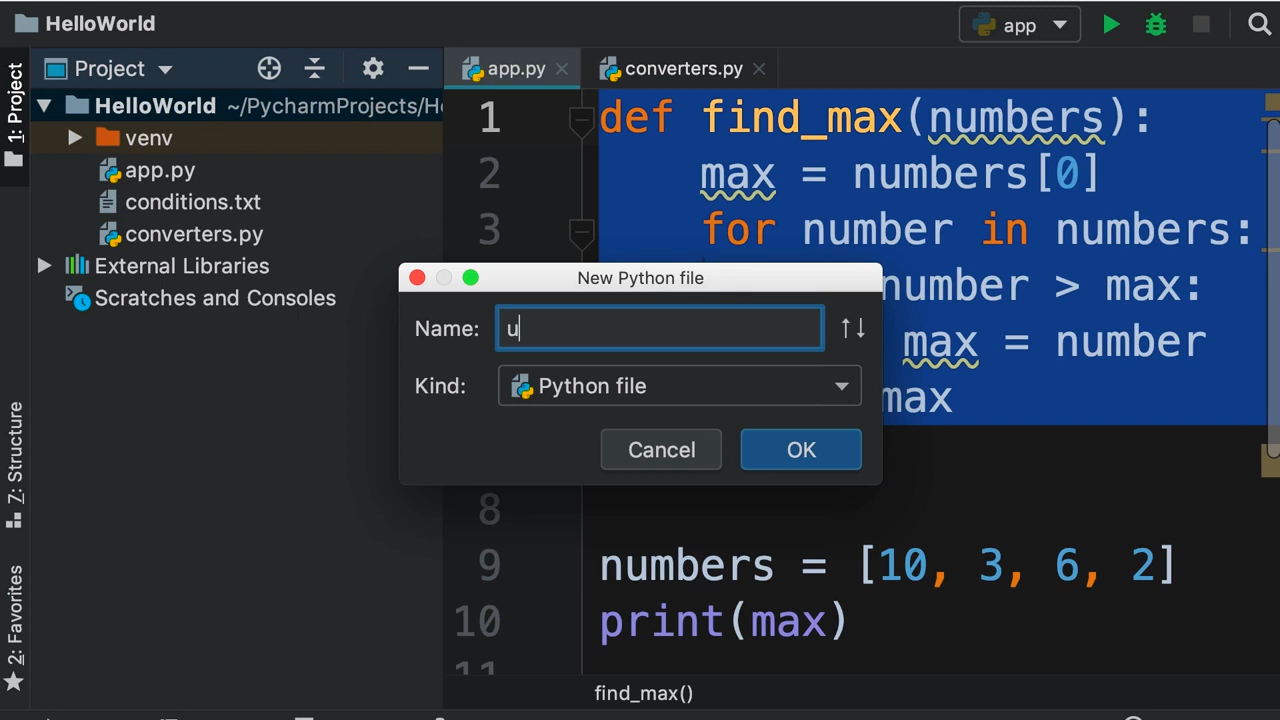 HelloWorld
app
1: Project
Project
app.py
converters.py
HelloWorld ~/PycharmProjects/He
venv
app.py
conditions.txt
converters.py
External Libraries
Scratches and Consoles
7: Structure
2: Favorites
1 def find_max(numbers):
2 max = numbers[0]
3 for number in numbers:
number > max:
max = number
max
8
9 numbers = [10, 3, 6, 2]
10 print(max)
11
find_max()
New Python file
Name: u
Kind: Python file
Cancel OK